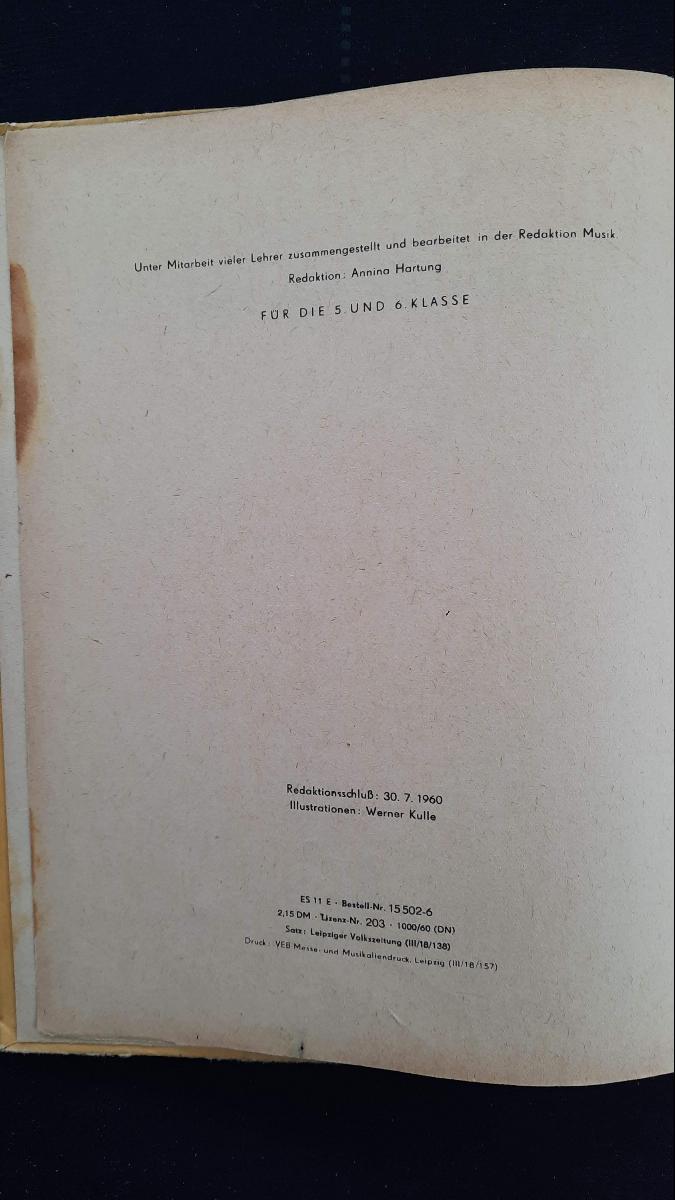 Unter Mitarbeit vieler Lehrer zusammengestellt und bearbeitet in der Redaktion Musik.
Redaktion: Annina Hartung
FÜR DIE 5. UND 6. KLASSE
Redaktionsschluß: 30. 7. 1960
Illustrationen: Werner Kulle
ES 11 E · Bestell-Nr. 15 502-6
2,15 DM · Lizenz-Nr. 203 · 1000/60 (DN)
Satz: Leipziger Volkszeitung (III/18/138)
Druck: VEB Messe- und Musikaliendruck, Leipzig (III/18/157)